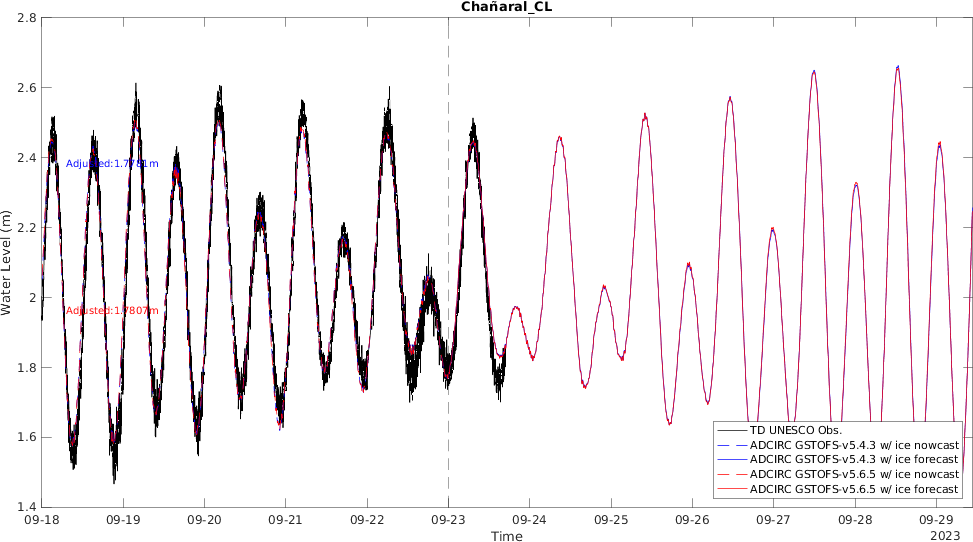 Chañaral_CL
Water Level (m)
2.8
2.6
2.4
2.2
2
1.8
1.6
1.4
Adjusted:1.7781m
Adjusted:1.7807m
TD UNESCO Obs.
ADCIRC GSTOFS-v5.4.3 w/ ice nowcast
ADCIRC GSTOFS-v5.4.3 w/ ice forecast
ADCIRC GSTOFS-v5.6.5 w/ ice nowcast
ADCIRC GSTOFS-v5.6.5 w/ ice forecast
09-18 09-19 09-20 09-21 09-22 09-23 09-24 09-25 09-26 09-27 09-28 09-29
Time
2023